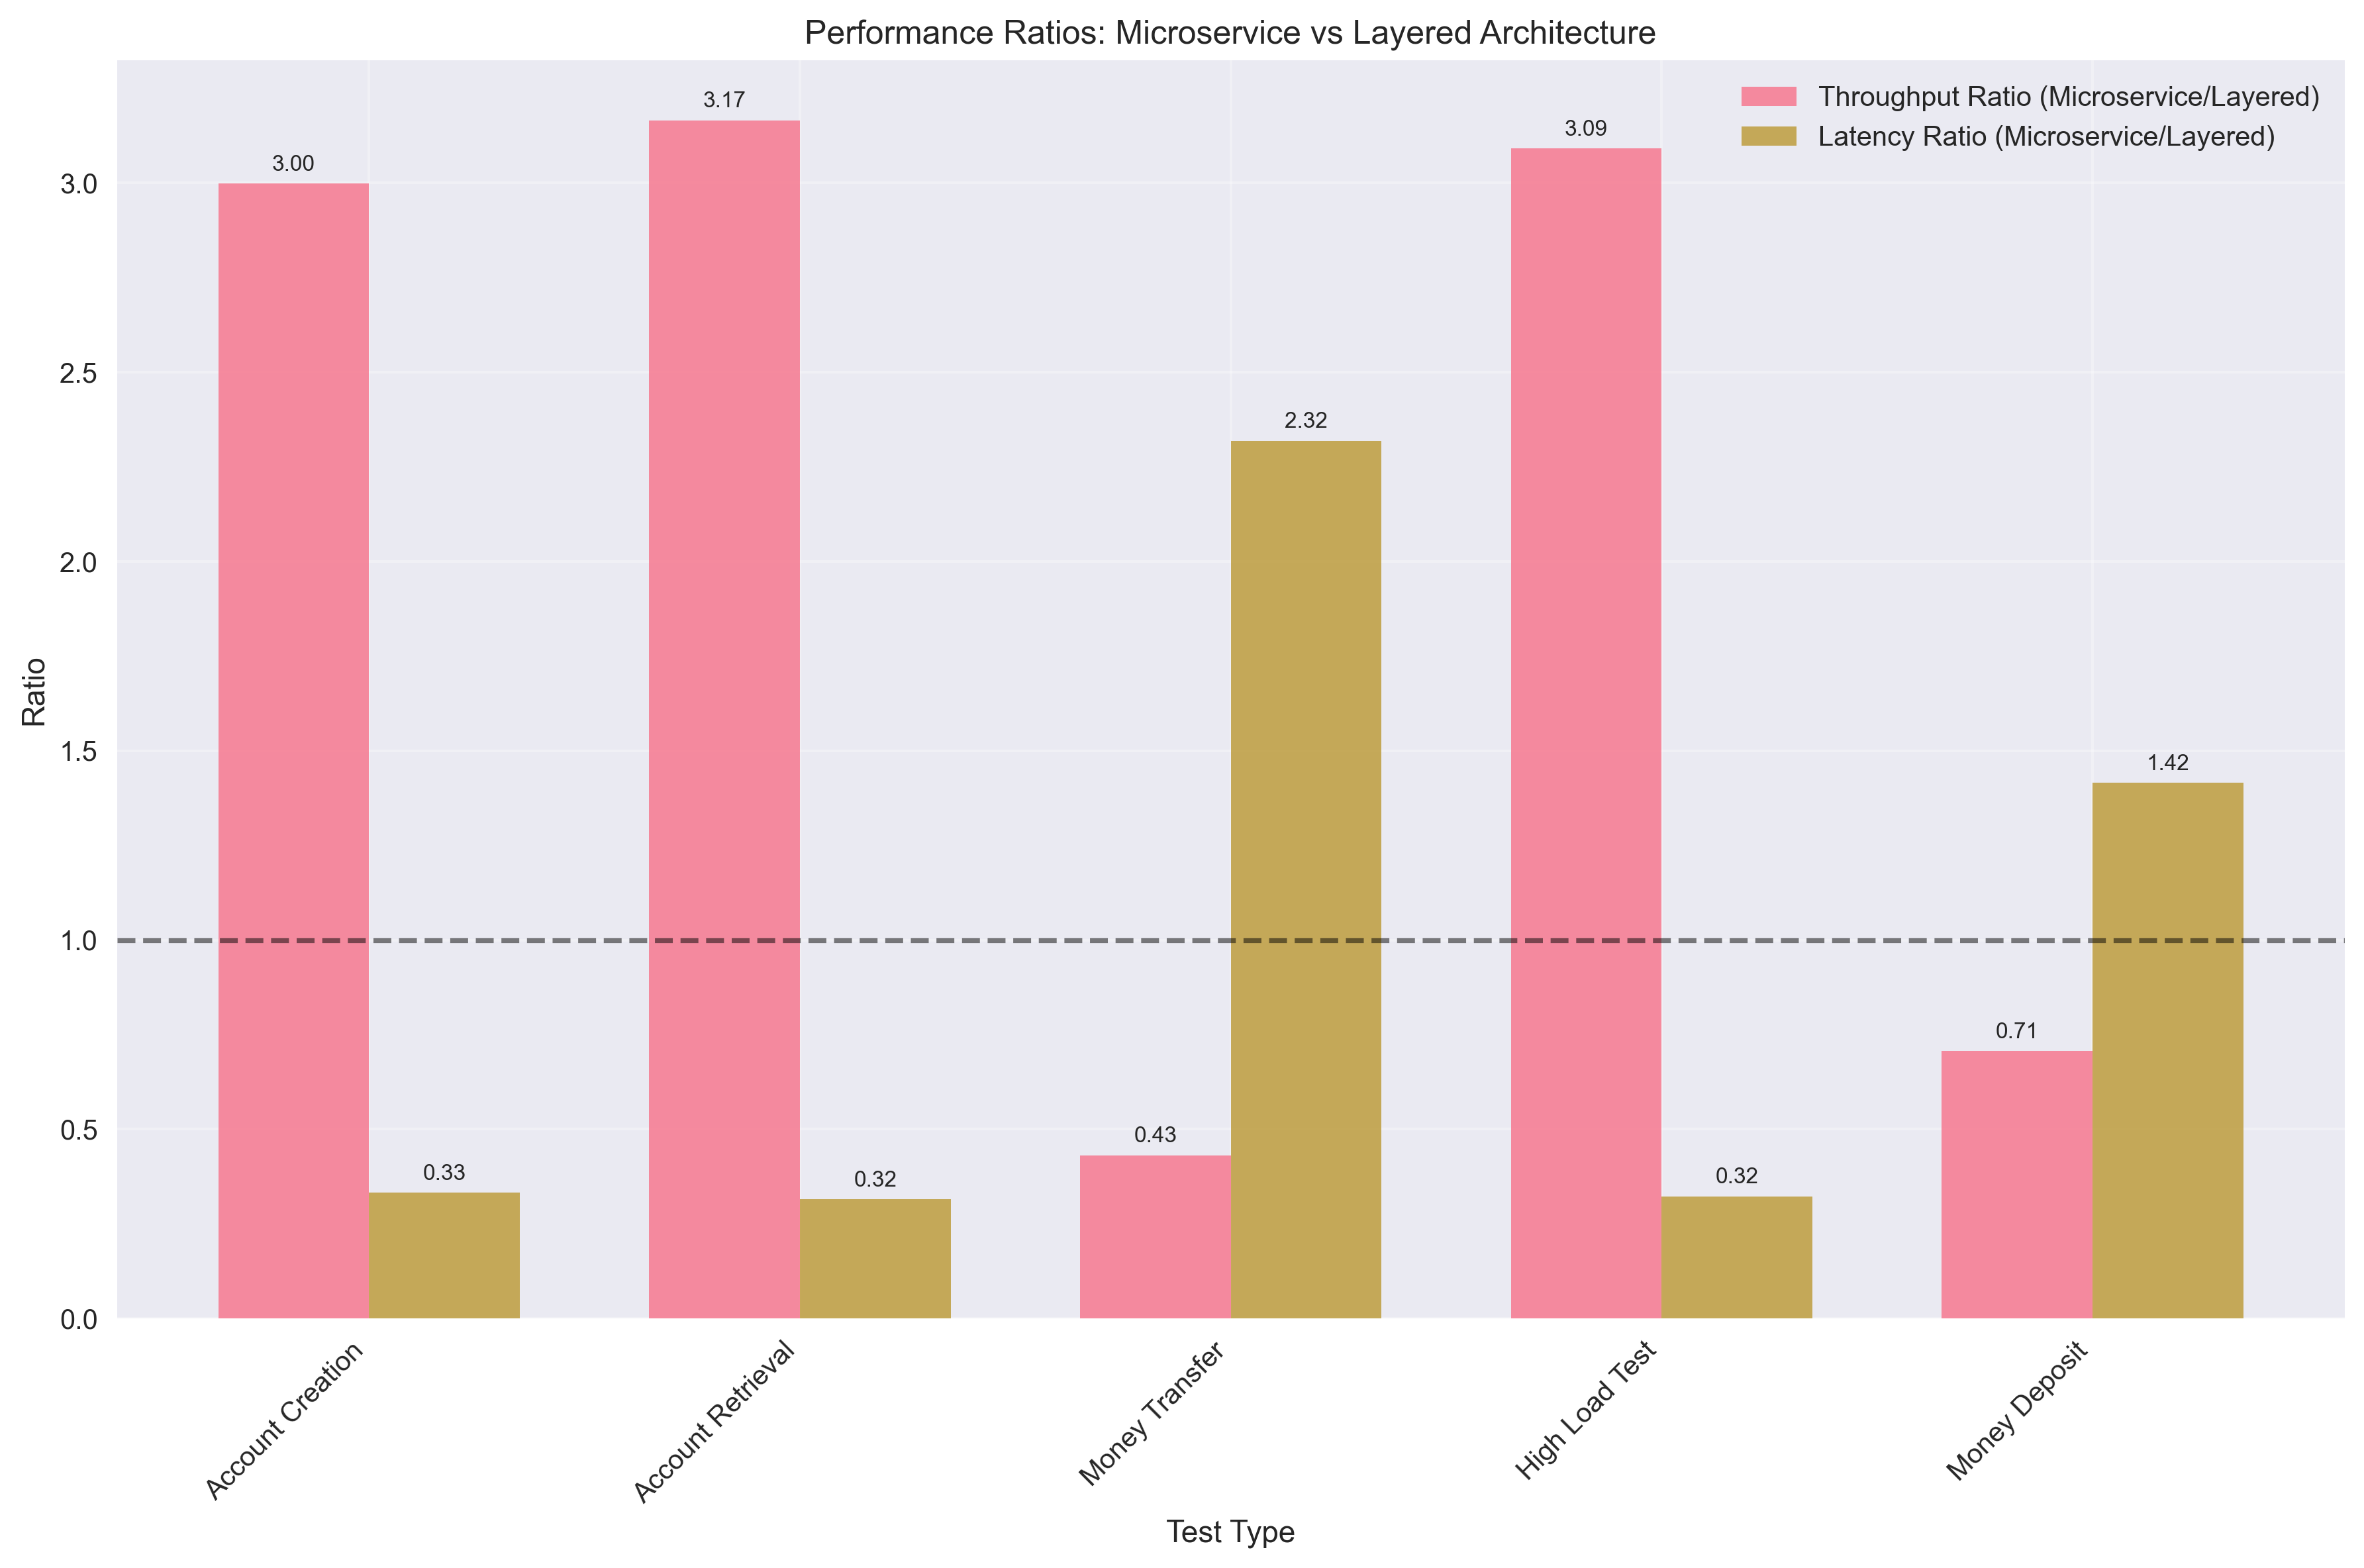 Performance Ratios: Microservice vs Layered Architecture
Throughput Ratio (Microservice/Layered)
Latency Ratio (Microservice/Layered)
Ratio
3.0
2.5
2.0
1.5
1.0
0.5
0.0
3.00
0.33
3.17
0.32
0.43
2.32
3.09
0.32
0.71
1.42
Account Creation
Account Retrieval
Money Transfer
High Load Test
Money Deposit
Test Type